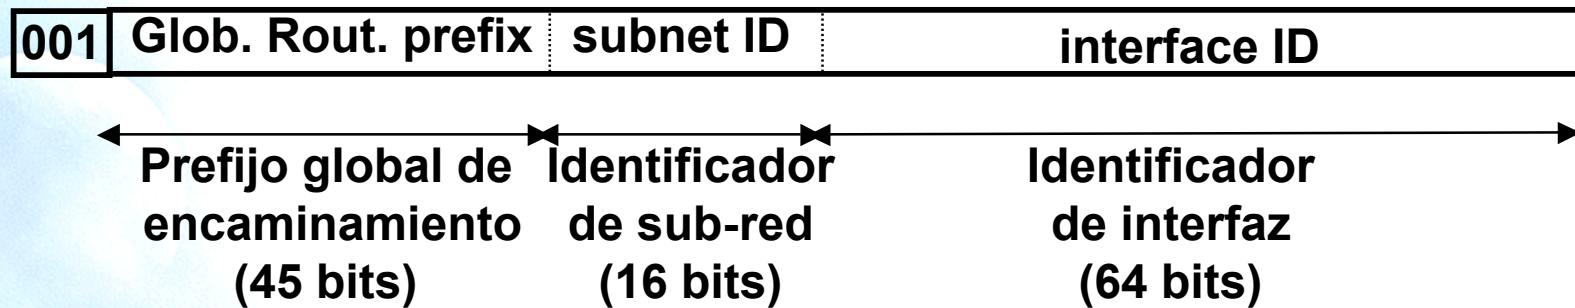 001 Glob. Rout. prefix subnet ID interface ID
Prefijo global de Identificador Identificador
encaminamiento de sub-red de interfaz
(45 bits) (16 bits) (64 bits)